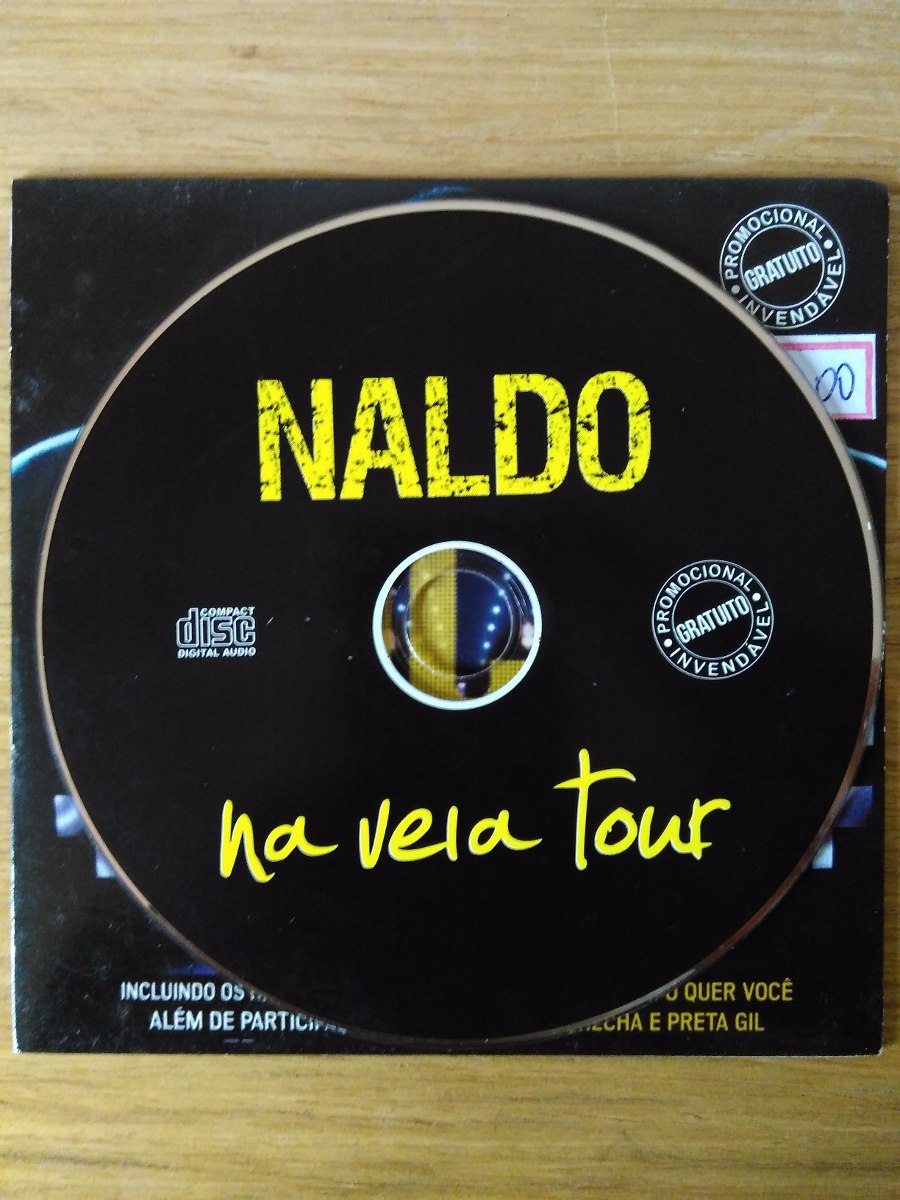 PROMOCIONAL
GRATUITO
INVENDÁVEL
00
NALDO
COMPACT
disc
DIGITAL AUDIO
PROMOCIONAL
GRATUITO
INVENDÁVEL
na veia tour
INCLUINDO OS QUER VOCÊ
ALÉM DE E PRETA GIL